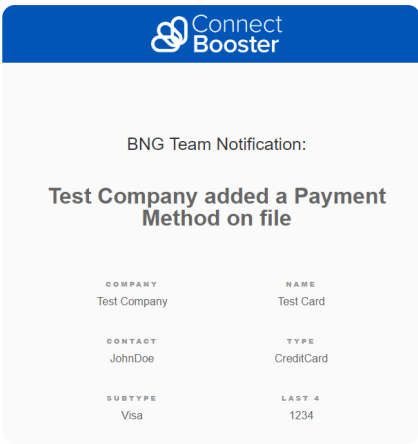 Connect
Booster
BNG Team Notification:
Test Company added a Payment
Method on file
COMPANY NAME
Test Company Test Card
CONTACT TYPE
JohnDoe CreditCard
SUBTYPE LAST 4
Visa 1234